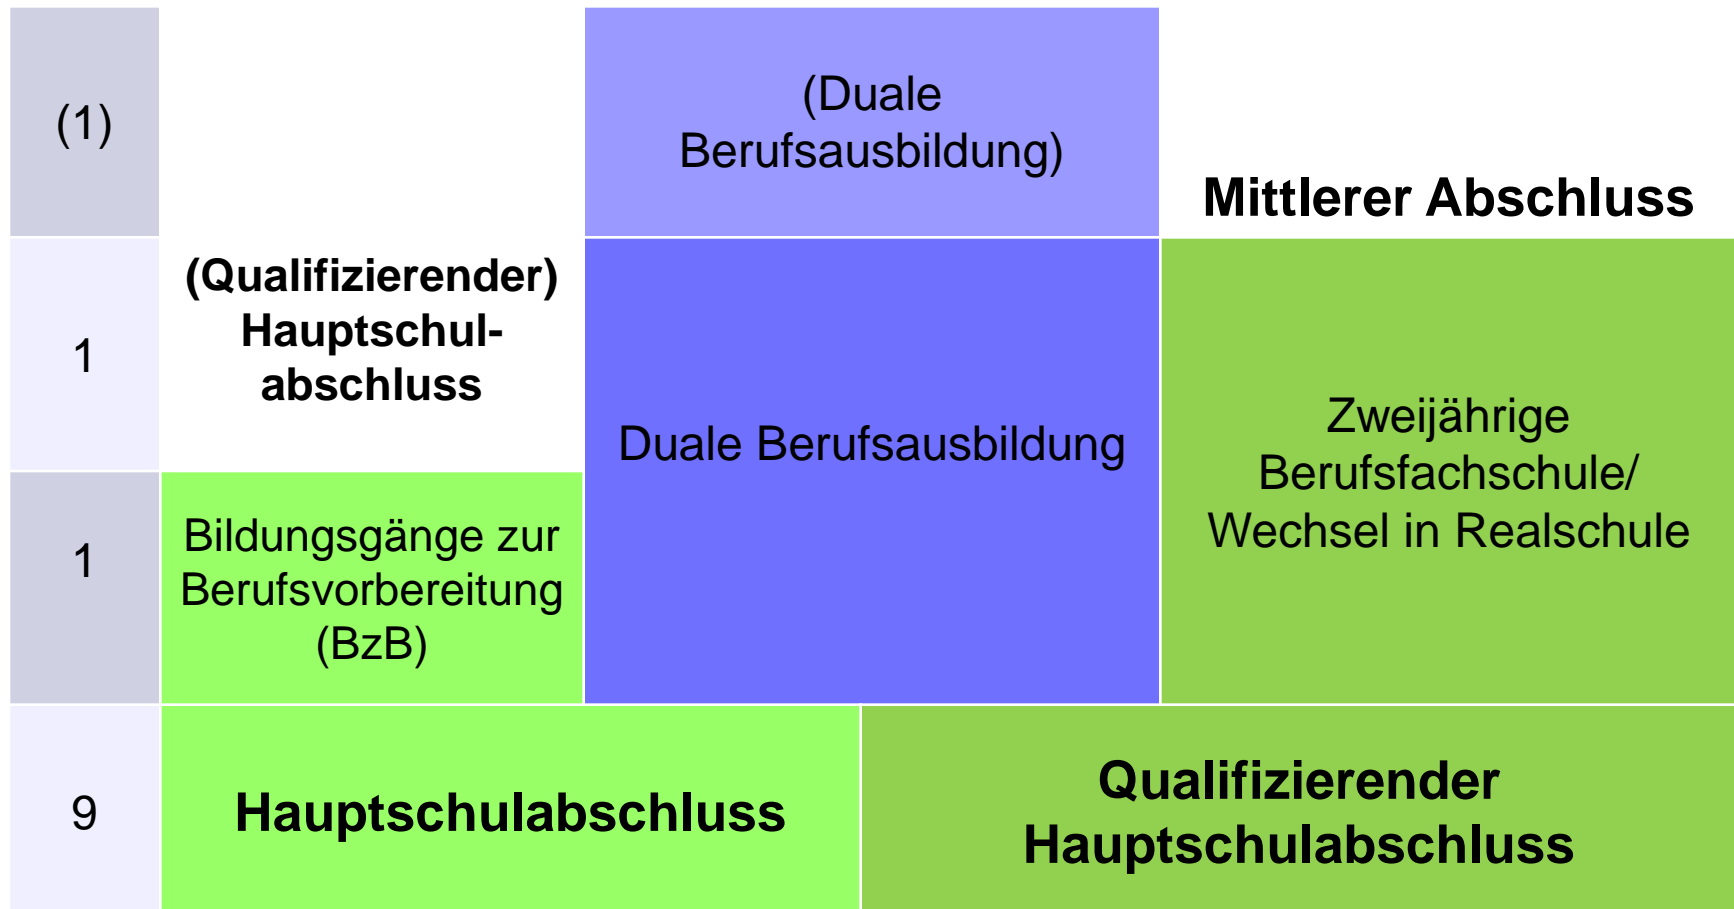 (1)
(Duale
Berufsausbildung)
Mittlerer Abschluss
1
(Qualifizierender)
Hauptschul-
abschluss
Duale Berufsausbildung
Zweijährige
Berufsfachschule/
Wechsel in Realschule
1
Bildungsgänge zur
Berufsvorbereitung
(BzB)
9
Hauptschulabschluss
Qualifizierender
Hauptschulabschluss